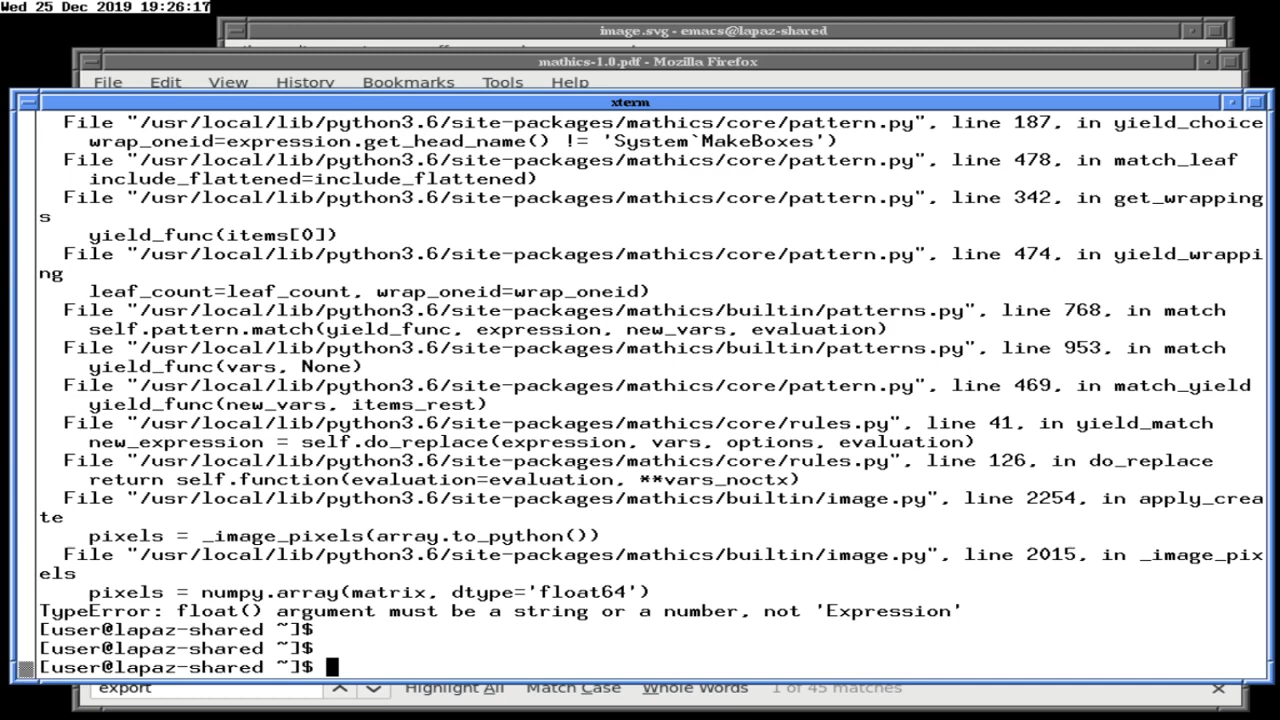 Wed 25 Dec 2019 19:26:17
image.svg - emacs@lapaz-shared
mathics-1.0.pdf - Mozilla Firefox
File Edit View History Bookmarks Tools Help
xterm
File "/usr/local/lib/python3.6/site-packages/mathics/core/pattern.py", line 187, in yield_choice
wrap_oneid=expression.get_head_name() != 'System`MakeBoxes')
File "/usr/local/lib/python3.6/site-packages/mathics/core/pattern.py", line 478, in match_leaf
include_flattened=include_flattened)
File "/usr/local/lib/python3.6/site-packages/mathics/core/pattern.py", line 342, in get_wrapping
s
yield_func(items[0])
File "/usr/local/lib/python3.6/site-packages/mathics/core/pattern.py", line 474, in yield_wrappi
ng
leaf_count=leaf_count, wrap_oneid=wrap_oneid)
File "/usr/local/lib/python3.6/site-packages/mathics/builtin/patterns.py", line 768, in match
self.pattern.match(yield_func, expression, new_vars, evaluation)
File "/usr/local/lib/python3.6/site-packages/mathics/builtin/patterns.py", line 953, in match
yield_func(vars, None)
File "/usr/local/lib/python3.6/site-packages/mathics/core/pattern.py", line 469, in match_yield
yield_func(new_vars, items_rest)
File "/usr/local/lib/python3.6/site-packages/mathics/core/rules.py", line 41, in yield_match
new_expression = self.do_replace(expression, vars, options, evaluation)
File "/usr/local/lib/python3.6/site-packages/mathics/core/rules.py", line 126, in do_replace
return self.function(evaluation=evaluation, **vars_noctx)
File "/usr/local/lib/python3.6/site-packages/mathics/builtin/image.py", line 2254, in apply_crea
te
pixels = _image_pixels(array.to_python())
File "/usr/local/lib/python3.6/site-packages/mathics/builtin/image.py", line 2015, in _image_pix
els
pixels = numpy.array(matrix, dtype='float64')
TypeError: float() argument must be a string or a number, not 'Expression'
[user@lapaz-shared ~]$
[user@lapaz-shared ~]$
[user@lapaz-shared ~]$
export Highlight All Match Case Whole Words 1 of 45 matches